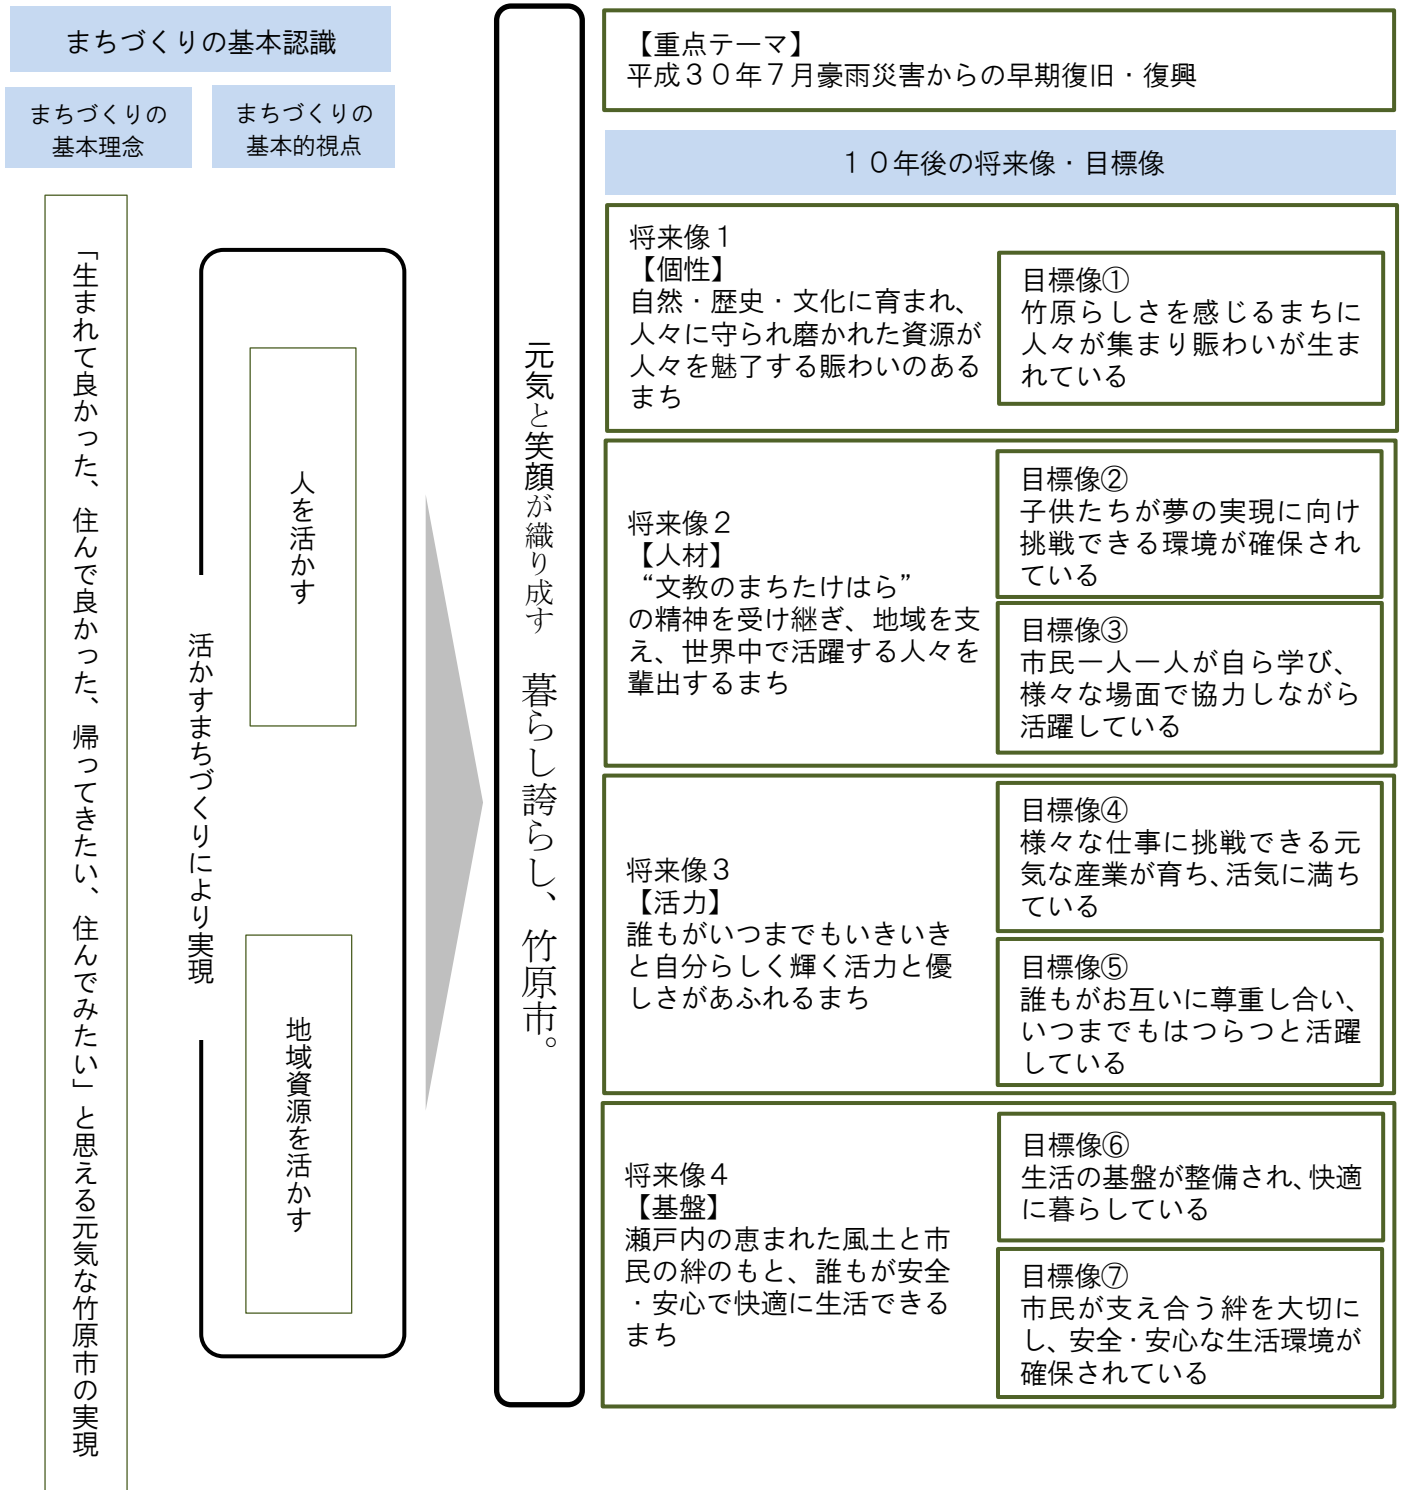 まちづくりの基本認識
まちづくりの
基本理念
まちづくりの
基本的視点
「生まれて良かった、住んで良かった、帰ってきたい、住んでみたい」と思える元気な竹原市の実現
人を活かす
地域資源を活かす
活かすまちづくりにより実現
元気と笑顔が織り成す 暮らし誇らし、竹原市。
【重点テーマ】
平成３０年７月豪雨災害からの早期復旧・復興
１０年後の将来像・目標像
将来像１
【個性】
自然・歴史・文化に育まれ、
人々に守られ磨かれた資源が
人々を魅了する賑わいのある
まち
目標像①
竹原らしさを感じるまちに
人々が集まり賑わいが生ま
れている
将来像２
【人材】
“文教のまちたけはら”
の精神を受け継ぎ、地域を支
え、世界中で活躍する人々を
輩出するまち
目標像②
子供たちが夢の実現に向け
挑戦できる環境が確保され
ている
目標像③
市民一人一人が自ら学び、
様々な場面で協力しながら
活躍している
将来像３
【活力】
誰もがいつまでもいきいき
と自分らしく輝く活力と優
しさがあふれるまち
目標像④
様々な仕事に挑戦できる元
気な産業が育ち、活気に満ち
ている
目標像⑤
誰もがお互いに尊重し合い、
いつまでもはつらつと活躍
している
将来像４
【基盤】
瀬戸内の恵まれた風土と市
民の絆のもと、誰もが安全
・安心で快適に生活できる
まち
目標像⑥
生活の基盤が整備され、快適
に暮らしている
目標像⑦
市民が支え合う絆を大切に
し、安全・安心な生活環境が
確保されている